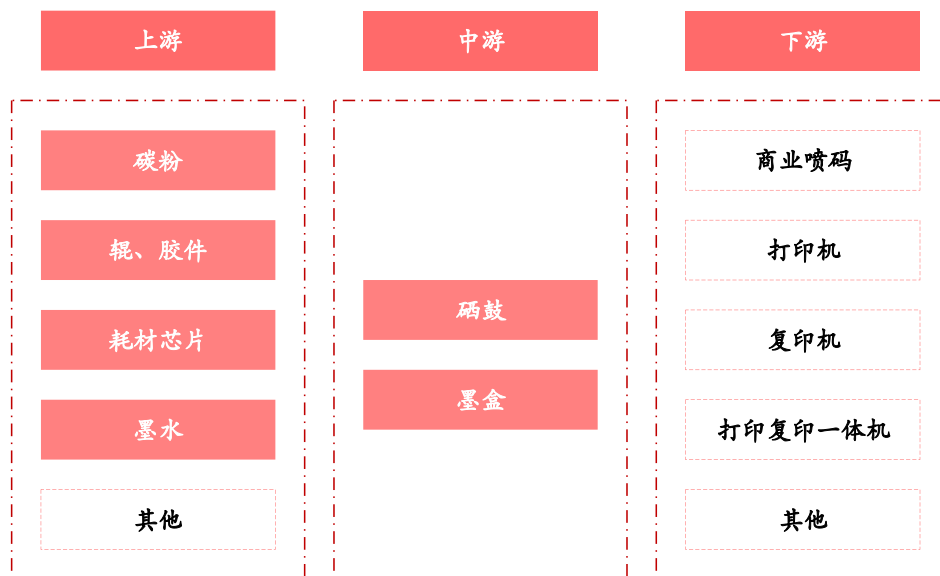 上游
中游
下游
碳粉
辊、胶件
耗材芯片
墨水
其他
硒鼓
墨盒
商业喷码
打印机
复印机
打印复印一体机
其他